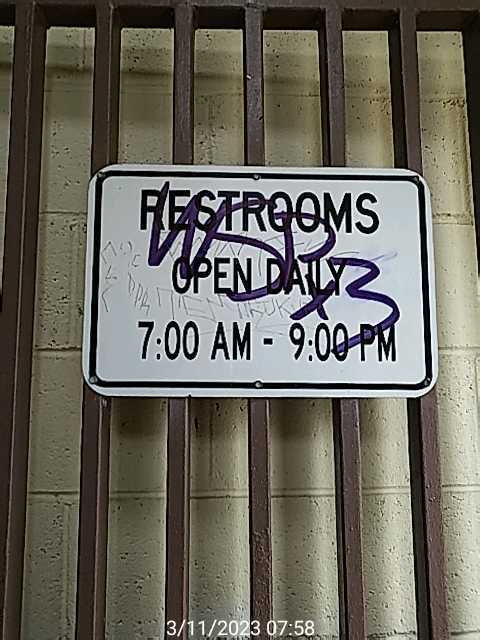 RESTROOMS
OPEN DAILY
7:00 AM - 9:00 PM
3/11/2023 07:58